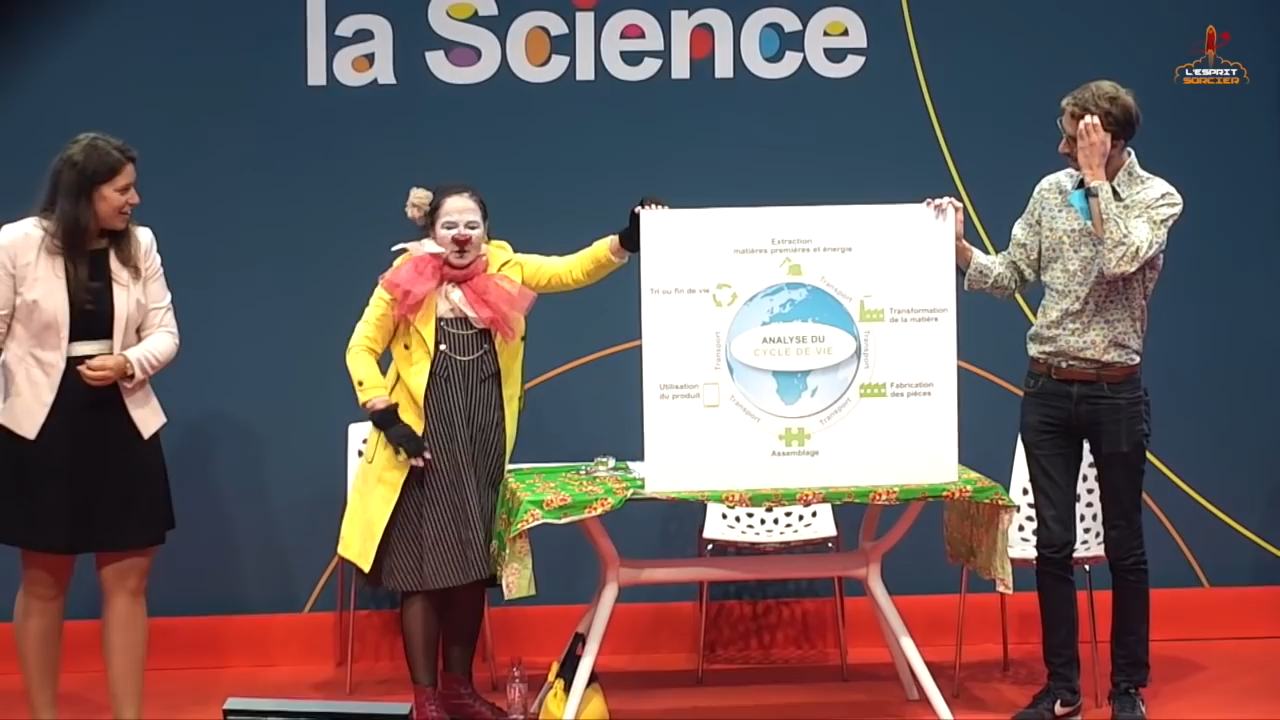 la Science
L'ESPRIT
SORCIER
Extraction
matières premières et énergie
Transport
Tri ou fin de vie
Transformation
de la matière
ANALYSE DU
CYCLE DE VIE
Transport
Transport
Utilisation
du produit
Fabrication
des pièces
Transport
Transport
Assemblage